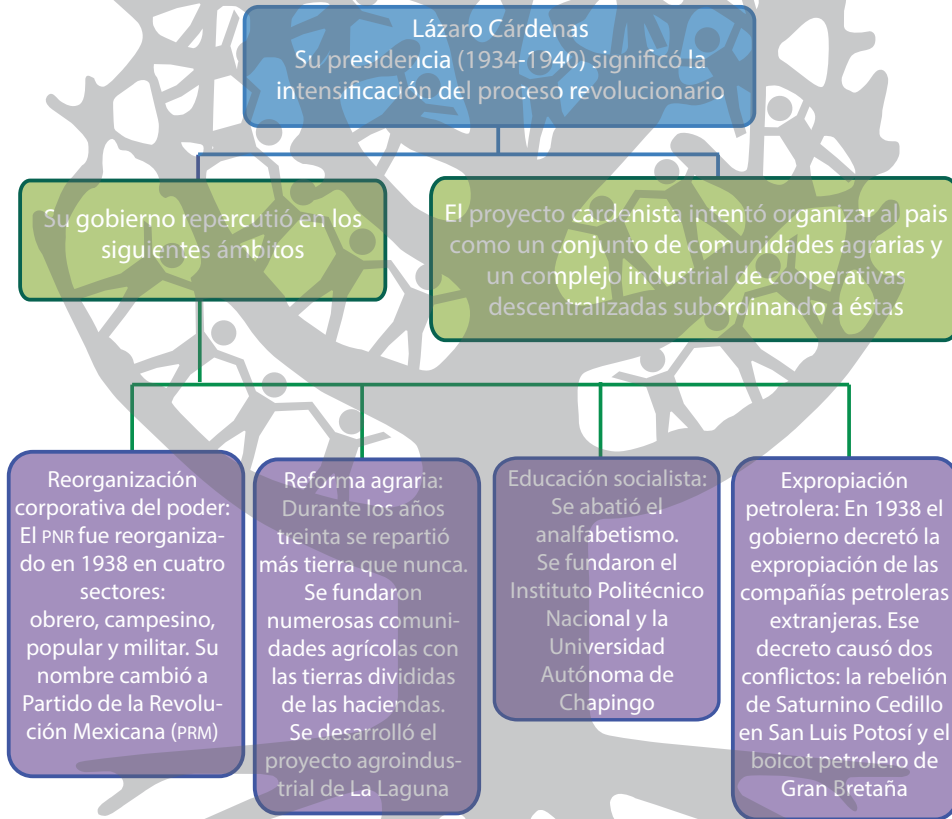 Lázaro Cárdenas
Su presidencia (1934-1940) significó la
intensificación del proceso revolucionario
Su gobierno repercutió en los
siguientes ámbitos
El proyecto cardenista intentó organizar al pais
como un conjunto de comunidades agrarias y
un complejo industrial de cooperativas
descentralizadas subordinando a éstas
Reorganización
corporativa del poder:
El PNR fue reorganiza-
do en 1938 en cuatro
sectores:
obrero, campesino,
popular y militar. Su
nombre cambió a
Partido de la Revolu-
ción Mexicana (PRM)
Reforma agraria:
Durante los años
treinta se repartió
más tierra que nunca.
Se fundaron
numerosas comuni-
dades agrícolas con
las tierras divididas
de las haciendas.
Se desarrolló el
proyecto agroindus-
trial de La Laguna
Educación socialista:
Se abatió el
analfabetismo.
Se fundaron el
Instituto Politécnico
Nacional y la
Universidad
Autónoma de
Chapingo
Expropiación
petrolera: En 1938 el
gobierno decretó la
expropiación de las
compañías petroleras
extranjeras. Ese
decreto causó dos
conflictos: la rebelión
de Saturnino Cedillo
en San Luis Potosí y el
boicot petrolero de
Gran Bretaña